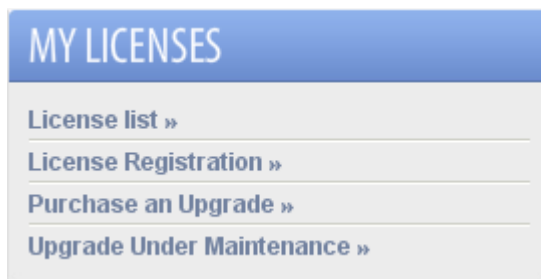 MY LICENSES
License list »
License Registration »
Purchase an Upgrade »
Upgrade Under Maintenance »